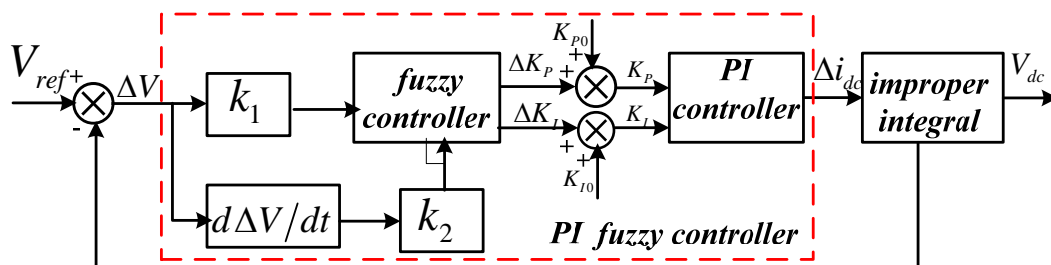 V_ref
+
-
ΔV
k_1
dΔV/dt
k_2
fuzzy
controller
ΔK_P
ΔK_I
K_P0
+
+
+
+
K_I0
K_P
K_I
PI
controller
Δi_dc
improper
integral
V_dc
PI fuzzy controller